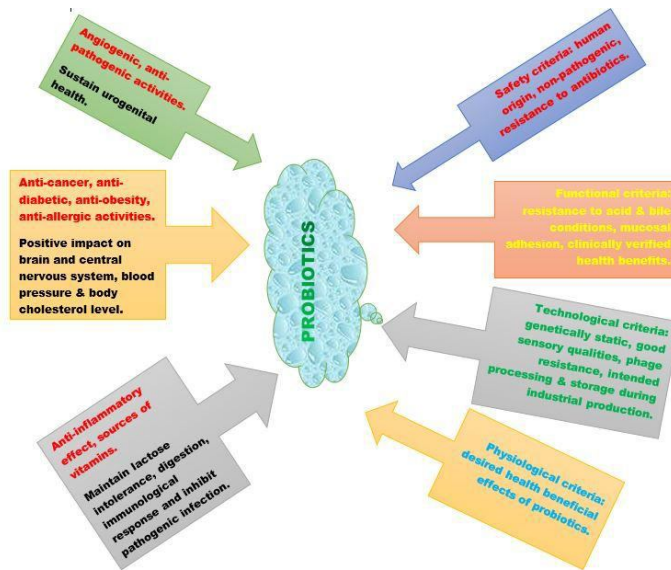 Angiogenic, anti-
pathogenic activities.
Sustain urogenital
health.
Anti-cancer, anti-
diabetic, anti-obesity,
anti-allergic activities.
Positive impact on
brain and central
nervous system, blood
pressure & body
cholesterol level.
Anti-inflammatory
effect, sources of
vitamins.
Maintain lactose
intolerance, digestion,
immunological
response and inhibit
pathogenic infection.
PROBIOTICS
Safety criteria: human
origin, non-pathogenic,
resistance to antibiotics.
Functional criteria:
resistance to acid & bile
conditions, mucosal
adhesion, clinically verified
health benefits.
Technological criteria:
genetically static, good
sensory qualities, phage
resistance, intended
processing & storage during
industrial production.
Physiological criteria:
desired health beneficial
effects of probiotics.